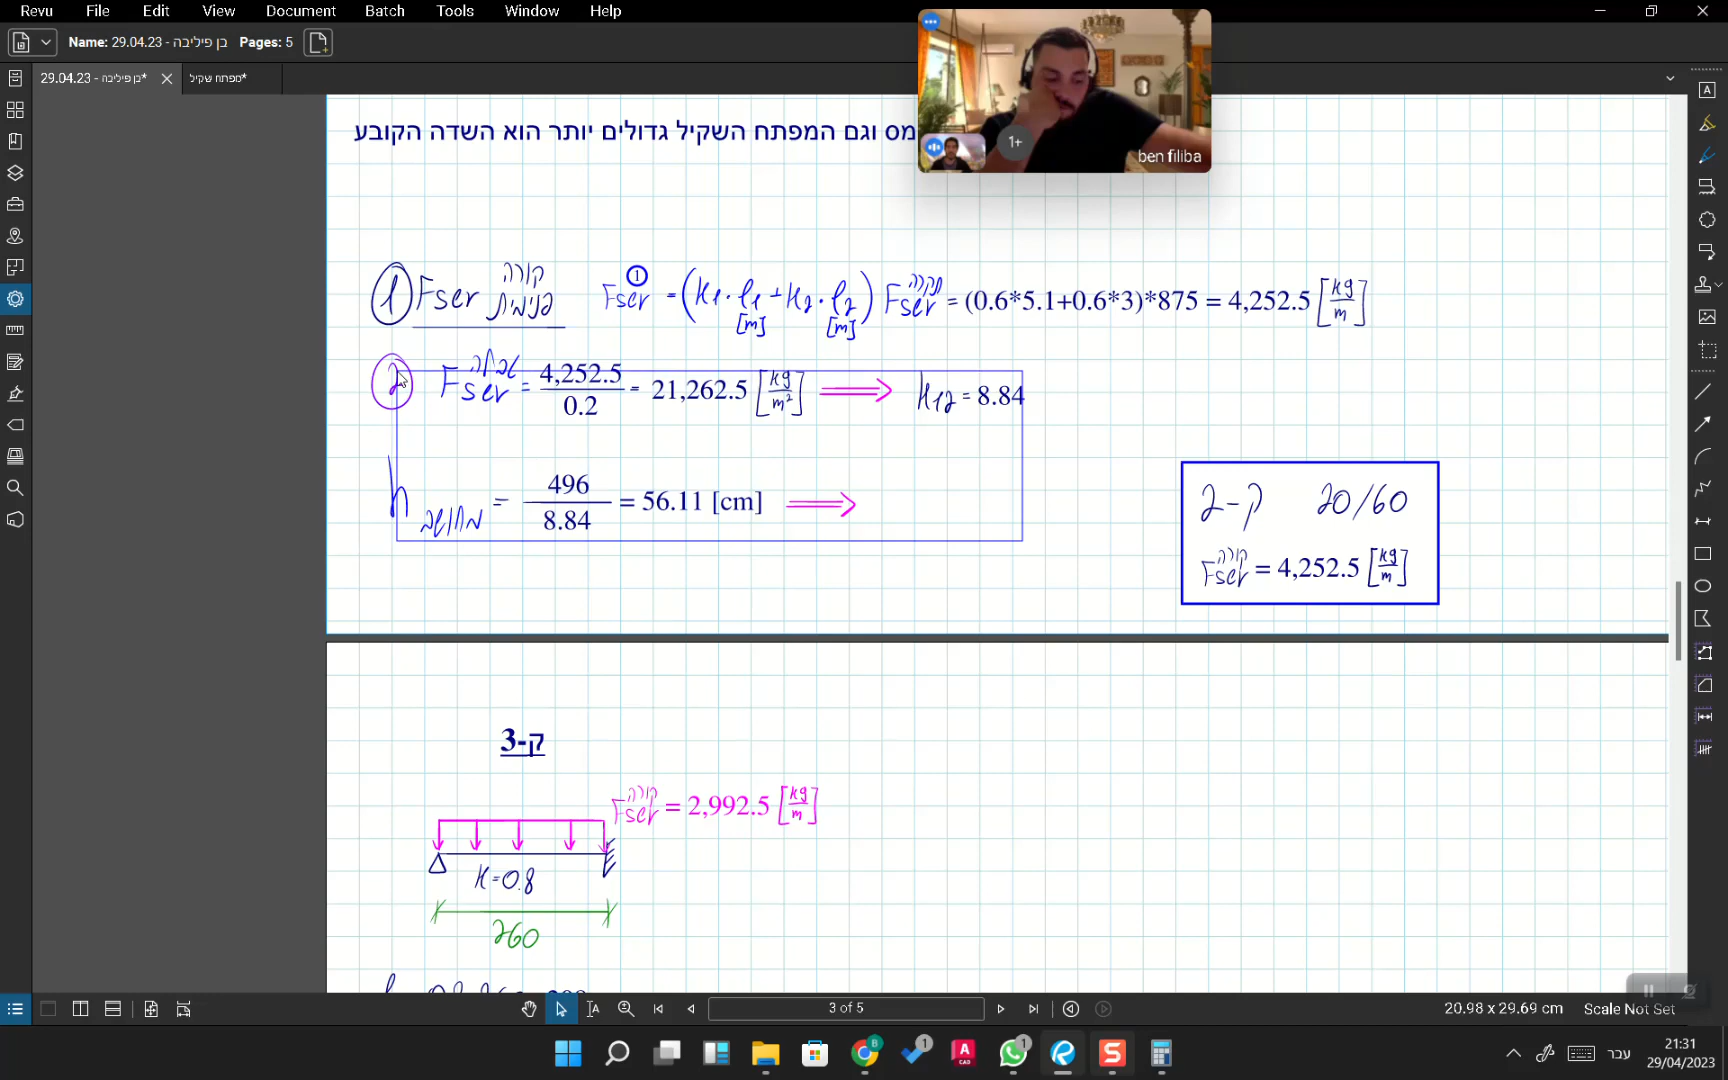 Revu File Edit View Document Batch Tools Window Help
Name: 29.04.23 - בן פיליבה Pages: 5
29.04.23 - בן פיליבה* מפתח שקיל*
1+
ben filiba
מס וגם המפתח השקיל גדולים יותר הוא השדה הקובע
① Fser קורה פנימית Fser ① = (K1·l1 + K2·l2) Fser תקרה = (0.6*5.1+0.6*3)*875 = 4,252.5 [kg/m]
[m] [m]
② Fser טבלה = 4,252.5/0.2 = 21,262.5 [kg/m²] ⟹ K12 = 8.84
h מחושב = 496/8.84 = 56.11 [cm] ⟹
ק-2 20/60
Fser קורה = 4,252.5 [kg/m]
ק-3
Fser קורה = 2,992.5 [kg/m]
K=0.8
260
3 of 5
20.98 x 29.69 cm Scale Not Set
B 1 1
עבר 21:31
29/04/2023